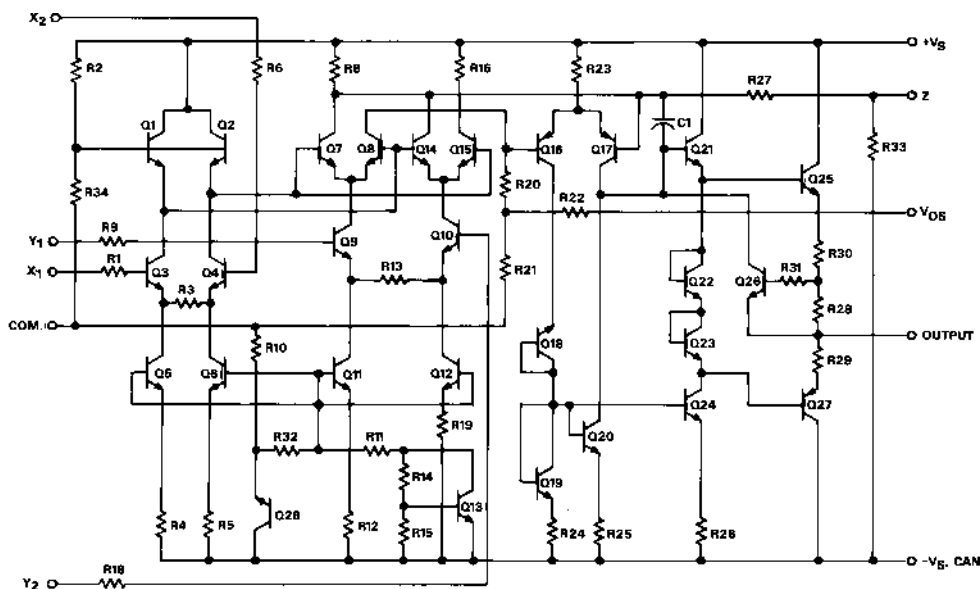 X2
+VS
R2
R6
R8
R16
R23
R27
Z
Q1
Q2
C1
Q7
Q8
Q14
Q15
Q16
Q17
Q21
R33
R34
R20
Q25
R22
VOS
Y1
R9
Q9
Q10
X1
R1
Q3
Q4
R13
R21
R30
R3
Q22
Q26
R31
R28
COM.
OUTPUT
R10
Q18
Q23
R29
Q6
Q11
Q12
Q24
Q27
R19
Q20
R32
R11
R14
Q19
Q13
Q28
R4
R5
R12
R15
R24
R25
R26
-VS. CAN
R18
Y2